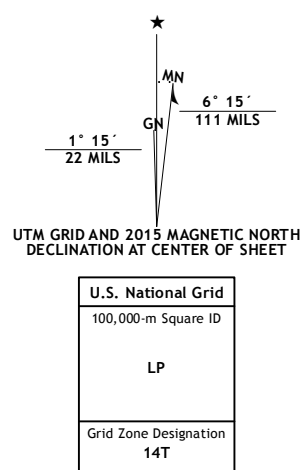 MN
GN
6° 15´
111 MILS
1° 15´
22 MILS
UTM GRID AND 2015 MAGNETIC NORTH
DECLINATION AT CENTER OF SHEET
U.S. National Grid
100,000-m Square ID
LP
Grid Zone Designation
14T